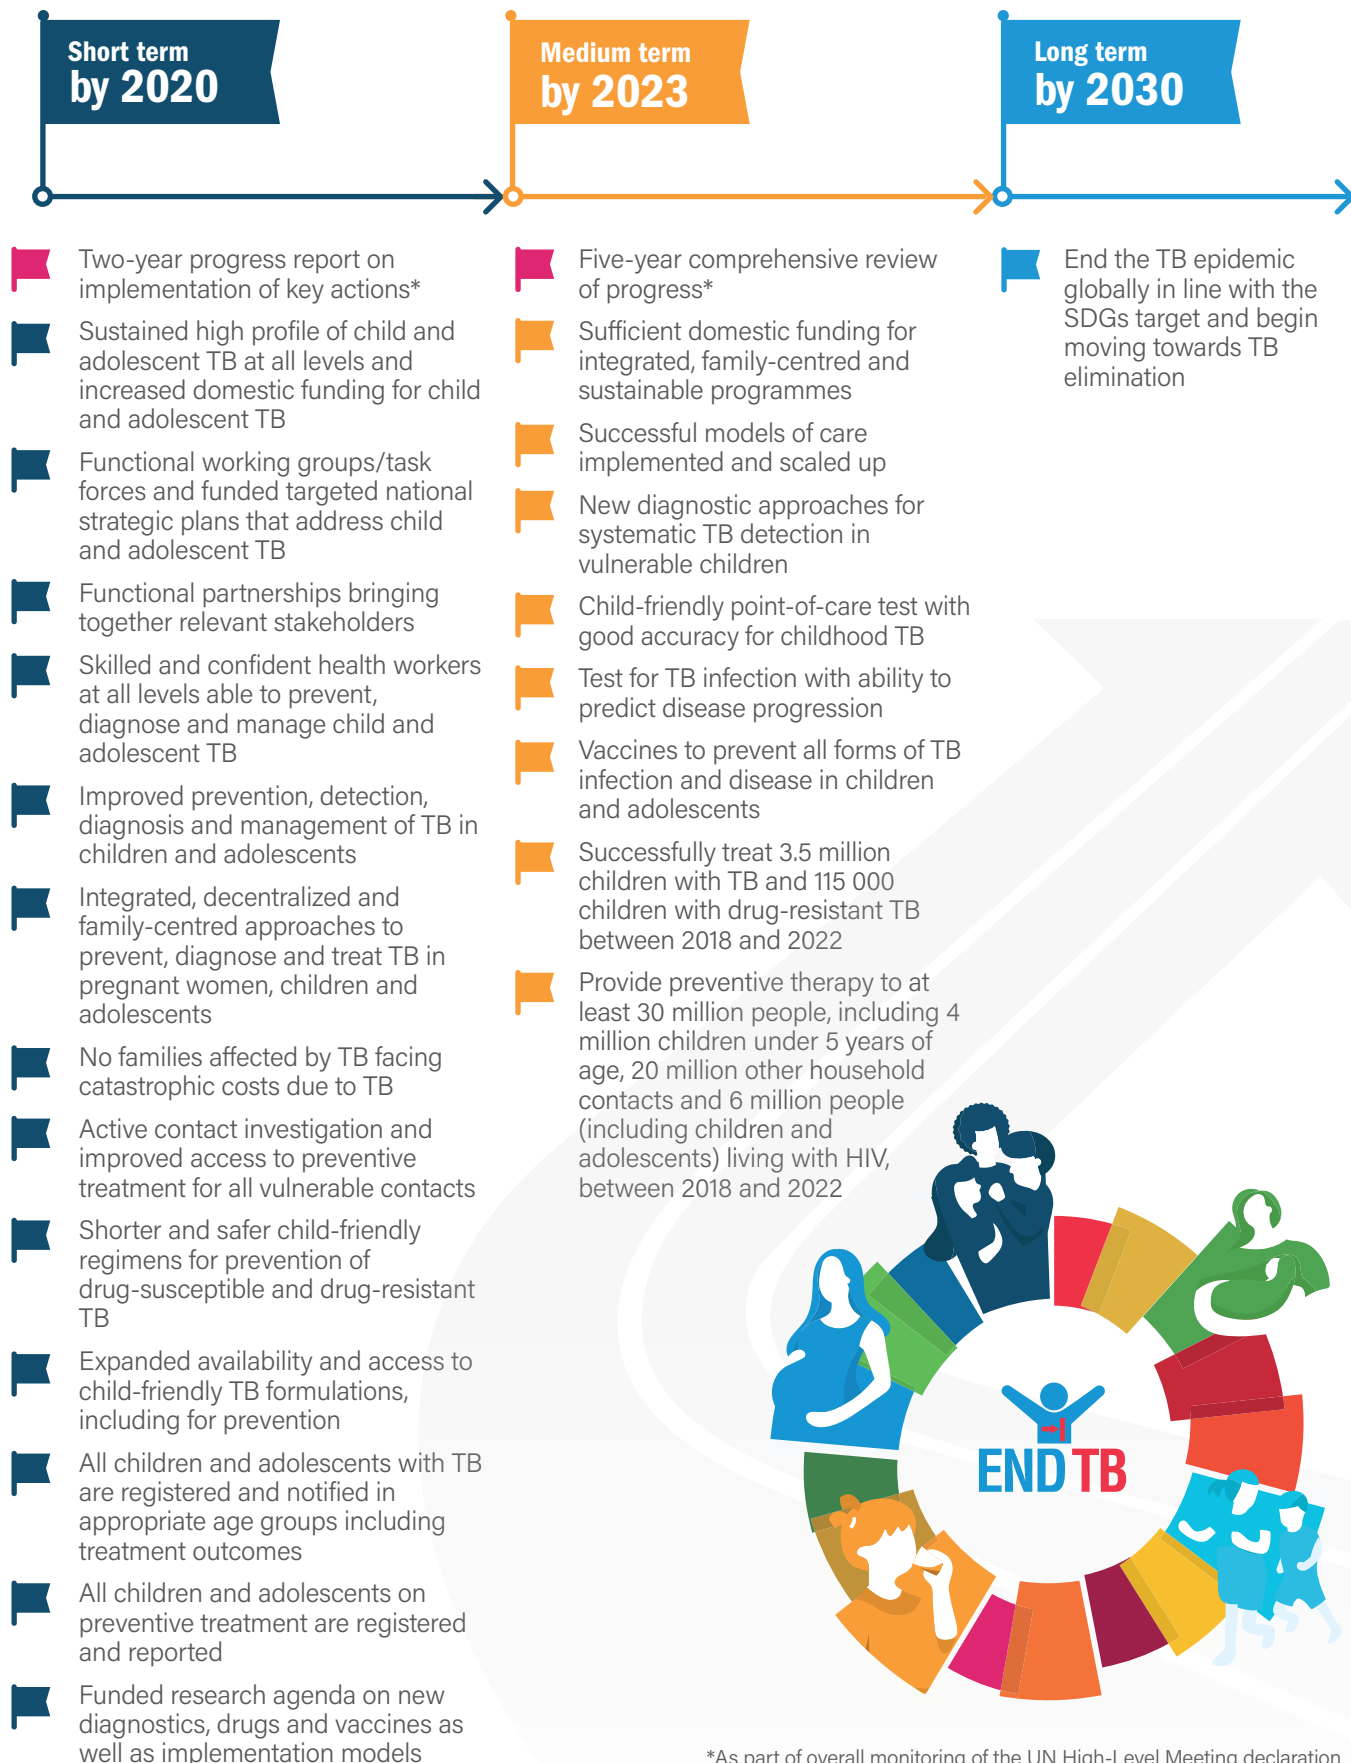 Short term
by 2020
Medium term
by 2023
Long term
by 2030
Two-year progress report on
implementation of key actions*
Sustained high profile of child and
adolescent TB at all levels and
increased domestic funding for child
and adolescent TB
Functional working groups/task
forces and funded targeted national
strategic plans that address child
and adolescent TB
Functional partnerships bringing
together relevant stakeholders
Skilled and confident health workers
at all levels able to prevent,
diagnose and manage child and
adolescent TB
Improved prevention, detection,
diagnosis and management of TB in
children and adolescents
Integrated, decentralized and
family-centred approaches to
prevent, diagnose and treat TB in
pregnant women, children and
adolescents
No families affected by TB facing
catastrophic costs due to TB
Active contact investigation and
improved access to preventive
treatment for all vulnerable contacts
Shorter and safer child-friendly
regimens for prevention of
drug-susceptible and drug-resistant
TB
Expanded availability and access to
child-friendly TB formulations,
including for prevention
All children and adolescents with TB
are registered and notified in
appropriate age groups including
treatment outcomes
All children and adolescents on
preventive treatment are registered
and reported
Funded research agenda on new
diagnostics, drugs and vaccines as
well as implementation models
Five-year comprehensive review
of progress*
Sufficient domestic funding for
integrated, family-centred and
sustainable programmes
Successful models of care
implemented and scaled up
New diagnostic approaches for
systematic TB detection in
vulnerable children
Child-friendly point-of-care test with
good accuracy for childhood TB
Test for TB infection with ability to
predict disease progression
Vaccines to prevent all forms of TB
infection and disease in children
and adolescents
Successfully treat 3.5 million
children with TB and 115 000
children with drug-resistant TB
between 2018 and 2022
Provide preventive therapy to at
least 30 million people, including 4
million children under 5 years of
age, 20 million other household
contacts and 6 million people
(including children and
adolescents) living with HIV,
between 2018 and 2022
End the TB epidemic
globally in line with the
SDGs target and begin
moving towards TB
elimination
END TB
*As part of overall monitoring of the UN High-Level Meeting declaration